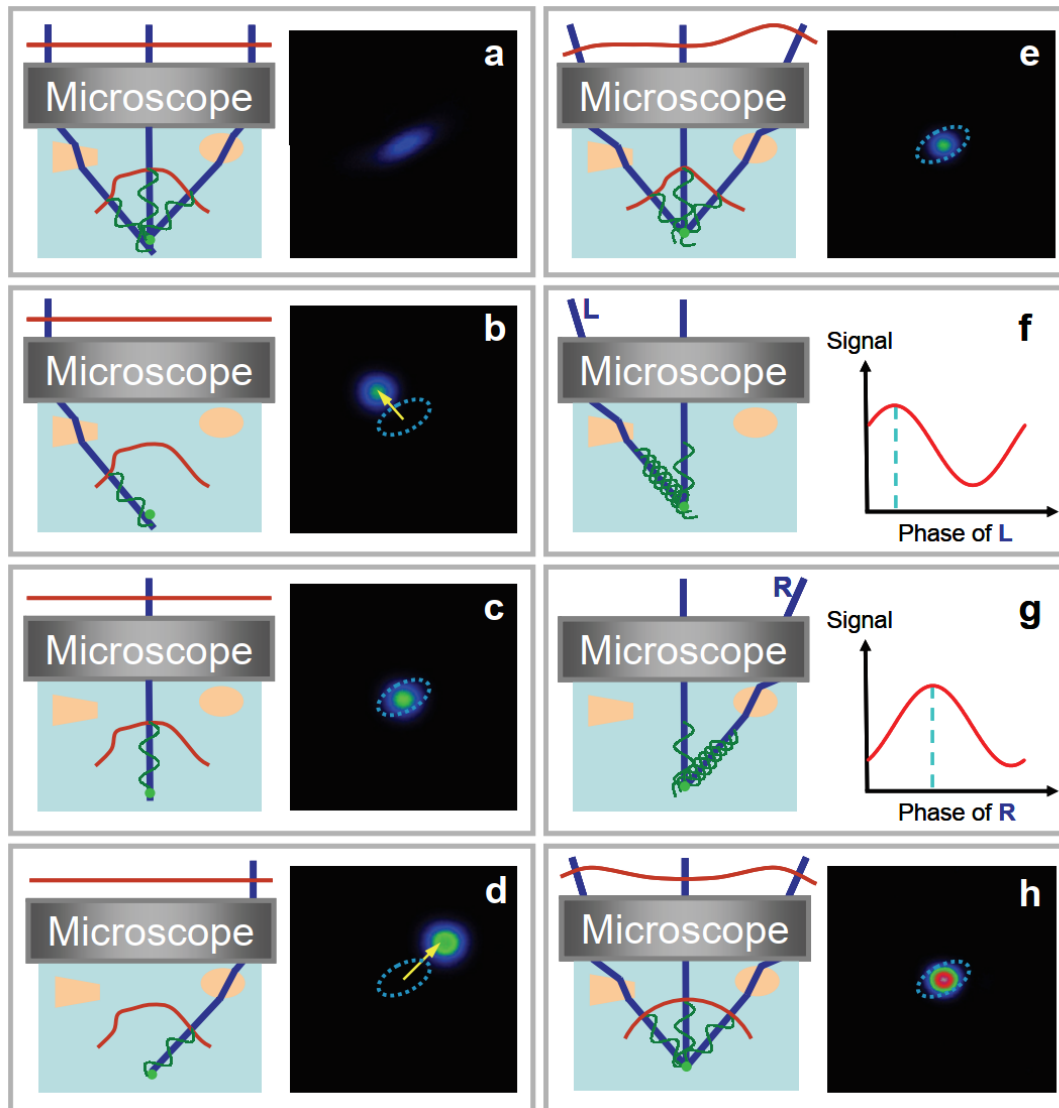 a
Microscope
b
Microscope
c
Microscope
d
Microscope
e
Microscope
L
f
Signal
Microscope
Phase of L
R
g
Signal
Microscope
Phase of R
h
Microscope